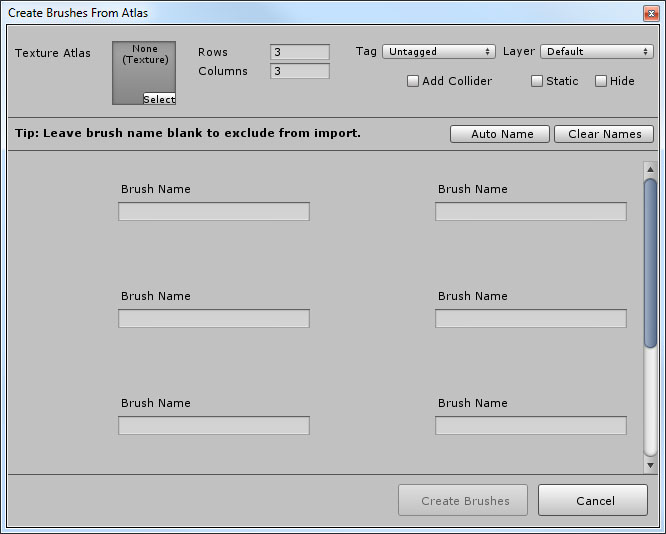 Create Brushes From Atlas
Texture Atlas
None
(Texture)
Select
Rows 3
Columns 3
Tag Untagged Layer Default
Add Collider Static Hide
Tip: Leave brush name blank to exclude from import. Auto Name Clear Names
Brush Name Brush Name
Brush Name Brush Name
Brush Name Brush Name
Create Brushes Cancel